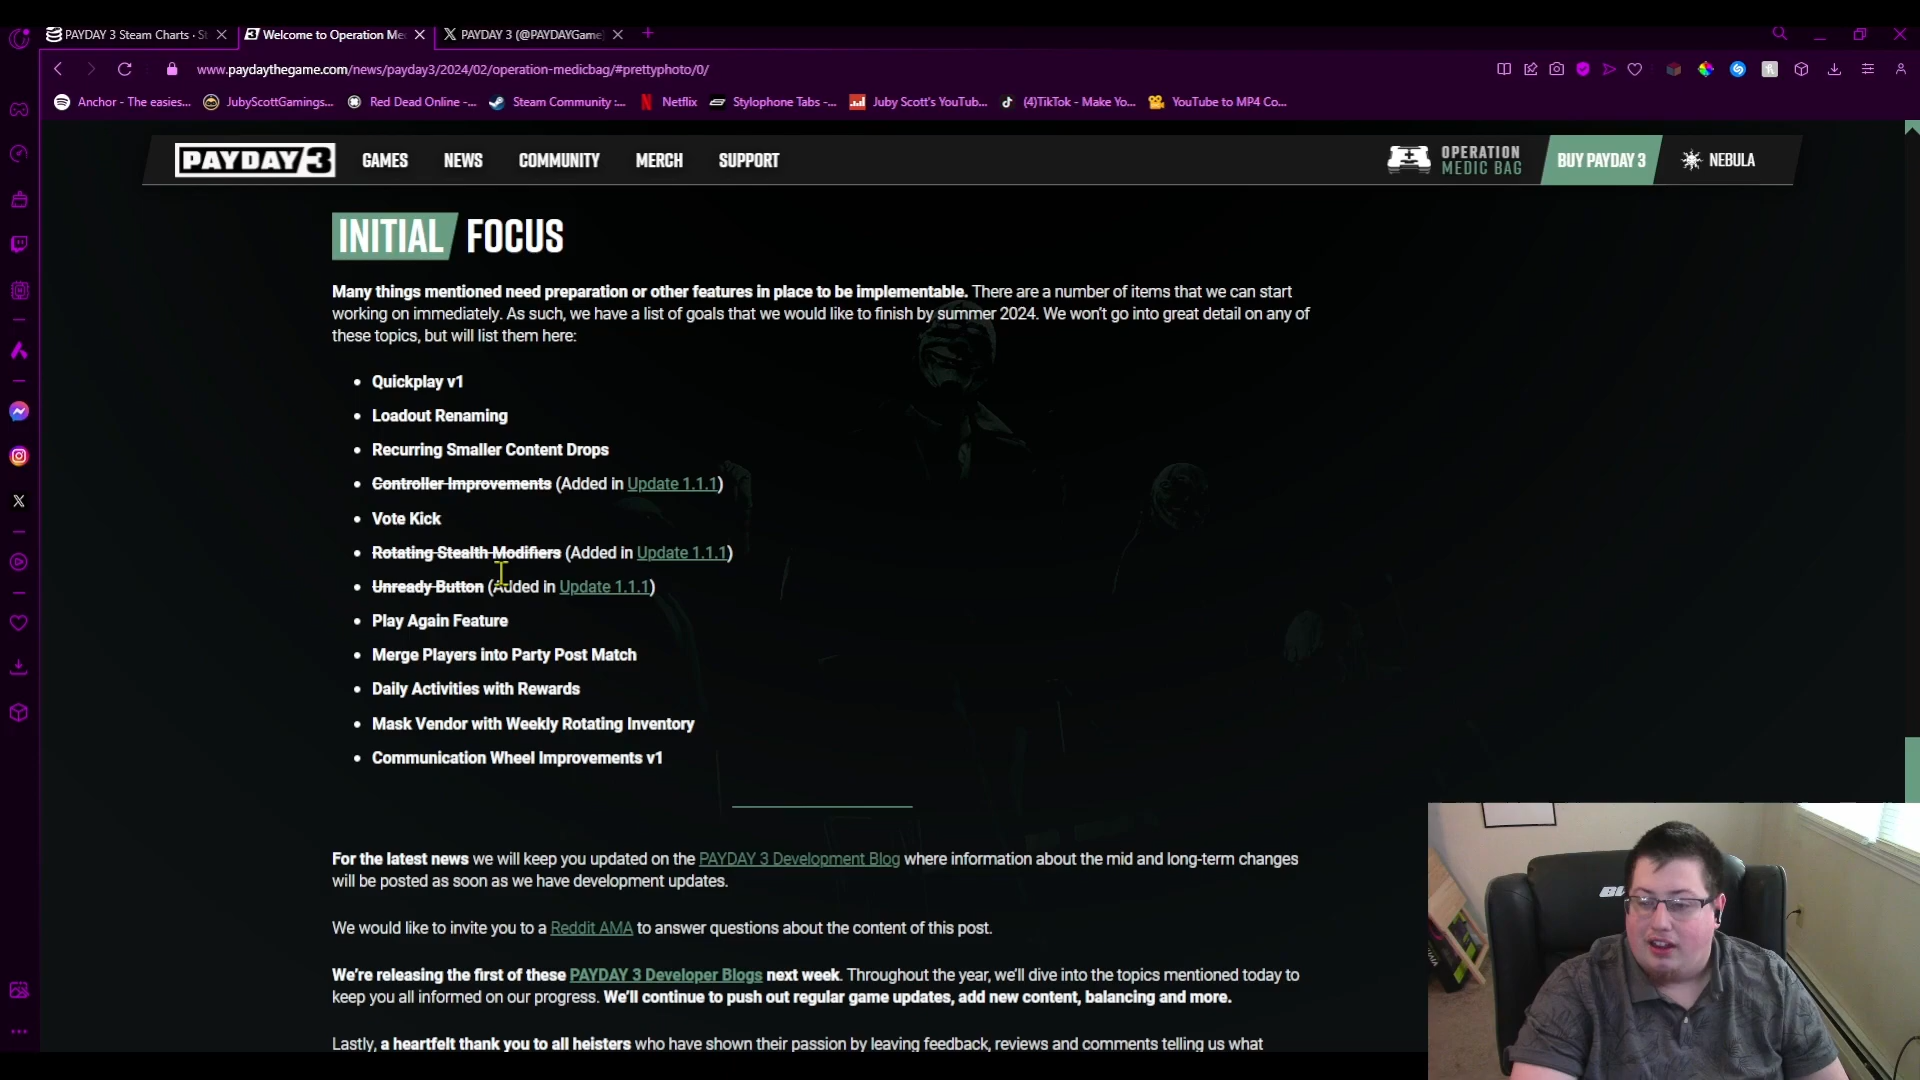 PAYDAY 3 Steam Charts · St
Welcome to Operation Me
PAYDAY 3 (@PAYDAYGame
www.paydaythegame.com/news/payday3/2024/02/operation-medicbag/#prettyphoto/0/
Anchor - The easies...
JubyScottGamings...
Red Dead Online -...
Steam Community :...
Netflix
Stylophone Tabs -...
Juby Scott's YouTub...
(4)TikTok - Make Yo...
YouTube to MP4 Co...
PAYDAY 3
GAMES
NEWS
COMMUNITY
MERCH
SUPPORT
OPERATION
MEDIC BAG
BUY PAYDAY 3
NEBULA
INITIAL FOCUS
Many things mentioned need preparation or other features in place to be implementable. There are a number of items that we can start
working on immediately. As such, we have a list of goals that we would like to finish by summer 2024. We won't go into great detail on any of
these topics, but will list them here:
• Quickplay v1
• Loadout Renaming
• Recurring Smaller Content Drops
• Controller Improvements (Added in Update 1.1.1)
• Vote Kick
• Rotating Stealth Modifiers (Added in Update 1.1.1)
• Unready Button (Added in Update 1.1.1)
• Play Again Feature
• Merge Players into Party Post Match
• Daily Activities with Rewards
• Mask Vendor with Weekly Rotating Inventory
• Communication Wheel Improvements v1
For the latest news we will keep you updated on the PAYDAY 3 Development Blog where information about the mid and long-term changes
will be posted as soon as we have development updates.
We would like to invite you to a Reddit AMA to answer questions about the content of this post.
We're releasing the first of these PAYDAY 3 Developer Blogs next week. Throughout the year, we'll dive into the topics mentioned today to
keep you all informed on our progress. We'll continue to push out regular game updates, add new content, balancing and more.
Lastly, a heartfelt thank you to all heisters who have shown their passion by leaving feedback, reviews and comments telling us what